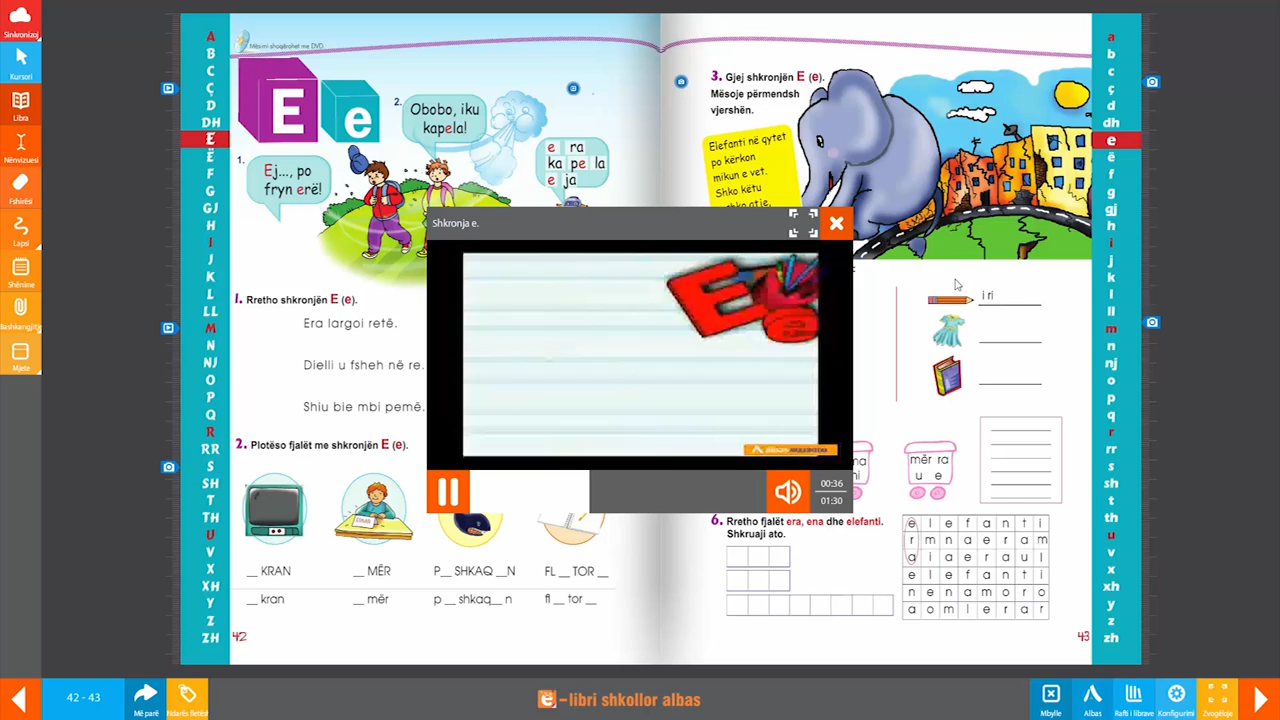 Sinkronizoj
Kursori
Libra
Nënvizuesi
Fshirësi
Lapsi
Shënime
Bashkangjitje
Mjete
A
B
C
Ç
D
DH
E
Ë
F
G
GJ
H
I
J
K
L
LL
M
N
NJ
O
P
Q
R
RR
S
SH
T
TH
U
V
X
XH
Y
Z
ZH
Mësimi shoqërohet me DVD
E e
2.
Obobo, iku
kapela!
1.
Ej..., po
fryn erë!
e ra
ka pe la
e ja
1. Rretho shkronjën E (e).
Era largoi retë.
Dielli u fsheh në re.
Shiu bie mbi pemë.
2. Plotëso fjalët me shkronjën E (e).
__ KRAN __ MËR P__ SHKAQ __N FL __ TOR __
__ kran __ mër p __ shkaq__ n fl __ tor __
42
3. Gjej shkronjën E (e).
Mësoje përmendsh
vjershën.
Elefanti në qytet
po kërkon
mikun e vet.
Shko këtu
atje,
i ri
ma
mi
mër ra
u e
6. Rretho fjalët era, ena dhe elefanti.
Shkruaji ato.
e l e f a n t i
r m n a e r a m
a i a e r a u l
e l e f a n t i
n e n a m o r o
a o m l e r a r
43
a
b
c
ç
d
dh
e
ë
f
g
gj
h
i
j
k
l
ll
m
n
nj
o
p
q
r
rr
s
sh
t
th
u
v
x
xh
y
z
zh
Shkronja e.
E
e
00:36
01:30
42 - 43
Më parë
Ndarës fletësh
e-libri shkollor albas
Mbylle
Albas
Rafti i librave
Konfigurimi
Zvogëloje